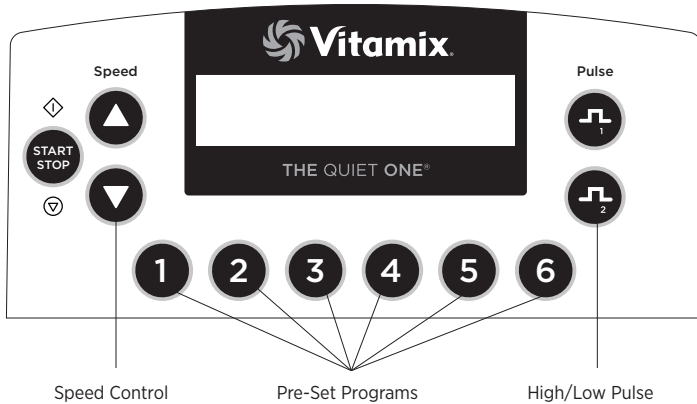 Vitamix®
Speed
Pulse
START
STOP
1
2
THE QUIET ONE®
1 2 3 4 5 6
Speed Control
Pre-Set Programs
High/Low Pulse